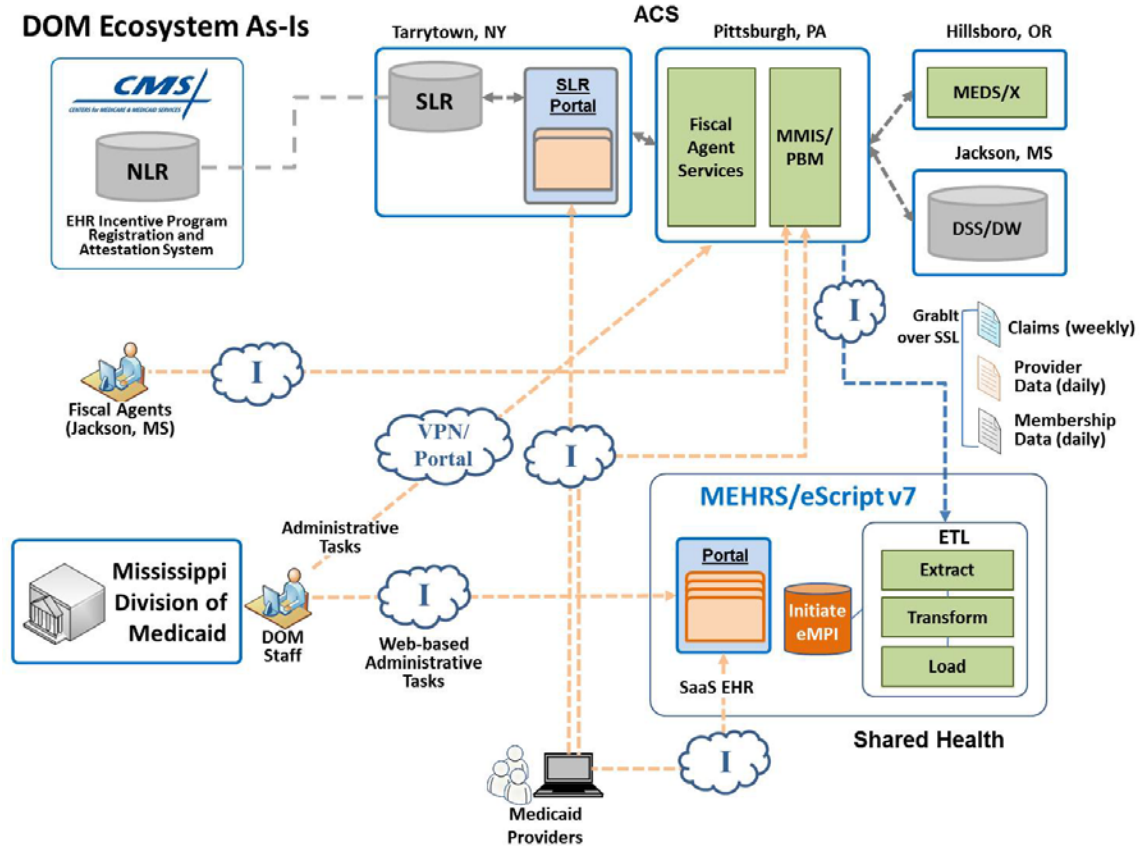 DOM Ecosystem As-Is
ACS
Tarrytown, NY
Pittsburgh, PA
Hillsboro, OR
CMS
CENTERS for MEDICARE & MEDICAID SERVICES
NLR
EHR Incentive Program
Registration and
Attestation System
SLR
SLR
Portal
Fiscal
Agent
Services
MMIS/
PBM
MEDS/X
Jackson, MS
DSS/DW
I
GrabIt
over SSL
Claims (weekly)
Provider
Data (daily)
Membership
Data (daily)
Fiscal Agents
(Jackson, MS)
I
VPN/
Portal
I
Administrative
Tasks
Mississippi
Division of
Medicaid
DOM
Staff
I
Web-based
Administrative
Tasks
MEHRS/eScript v7
Portal
Initiate
eMPI
ETL
Extract
Transform
Load
SaaS EHR
Shared Health
I
Medicaid
Providers